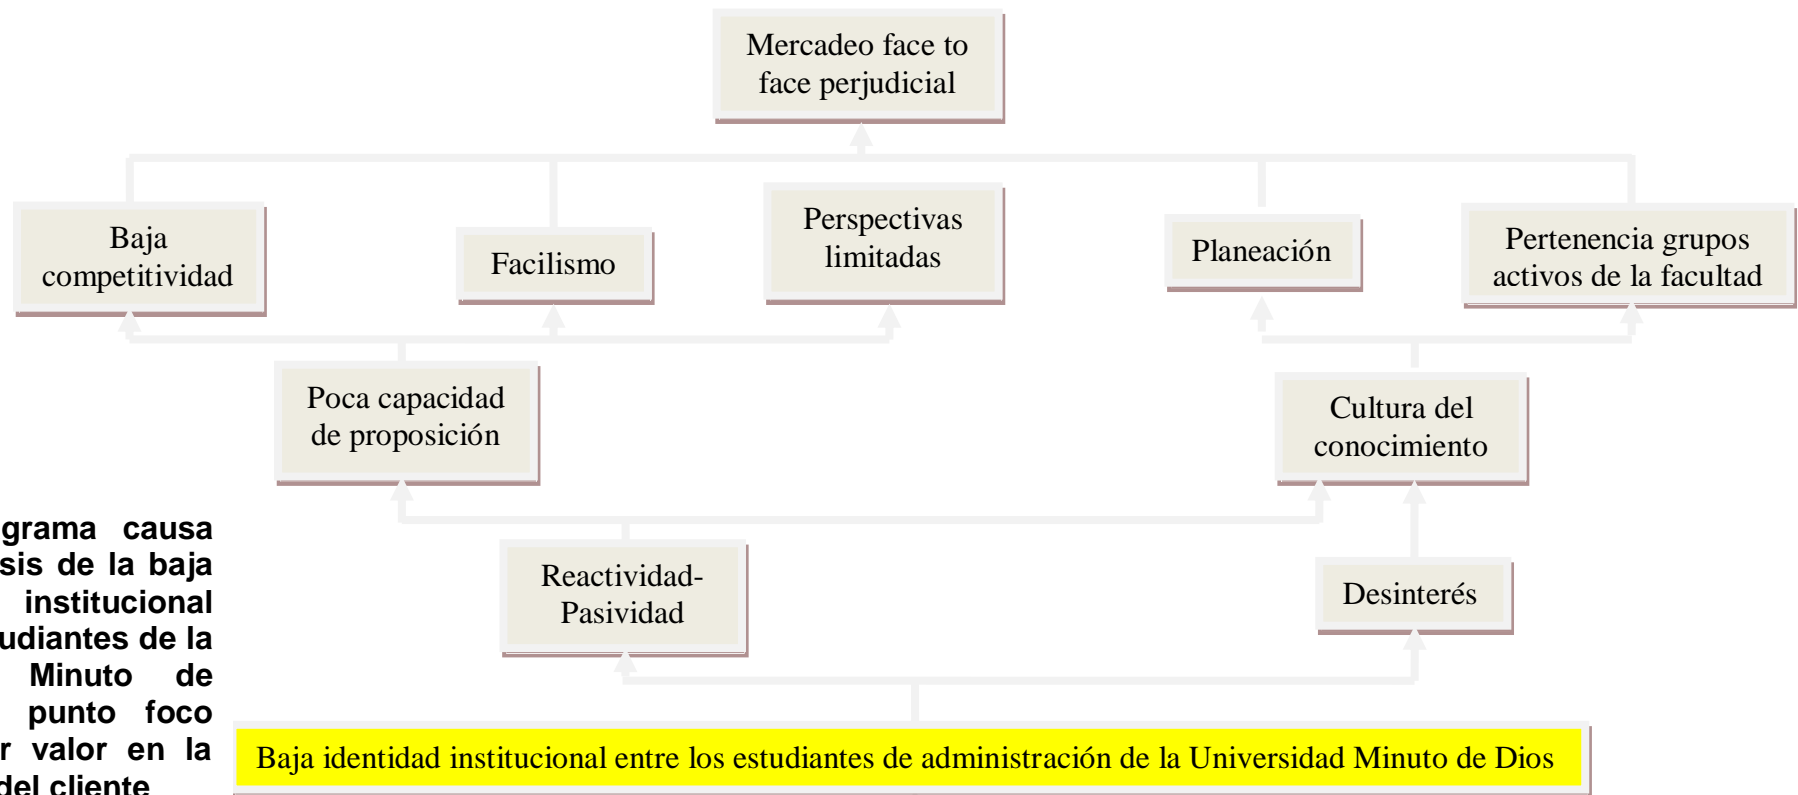 Mercadeo face to
face perjudicial
Baja
competitividad
Facilismo
Perspectivas
limitadas
Planeación
Pertenencia grupos
activos de la facultad
Poca capacidad
de proposición
Cultura del
conocimiento
Reactividad-
Pasividad
Desinterés
grama causa
sis de la baja
institucional
udiantes de la
Minuto de
punto foco
r valor en la
del cliente
Baja identidad institucional entre los estudiantes de administración de la Universidad Minuto de Dios